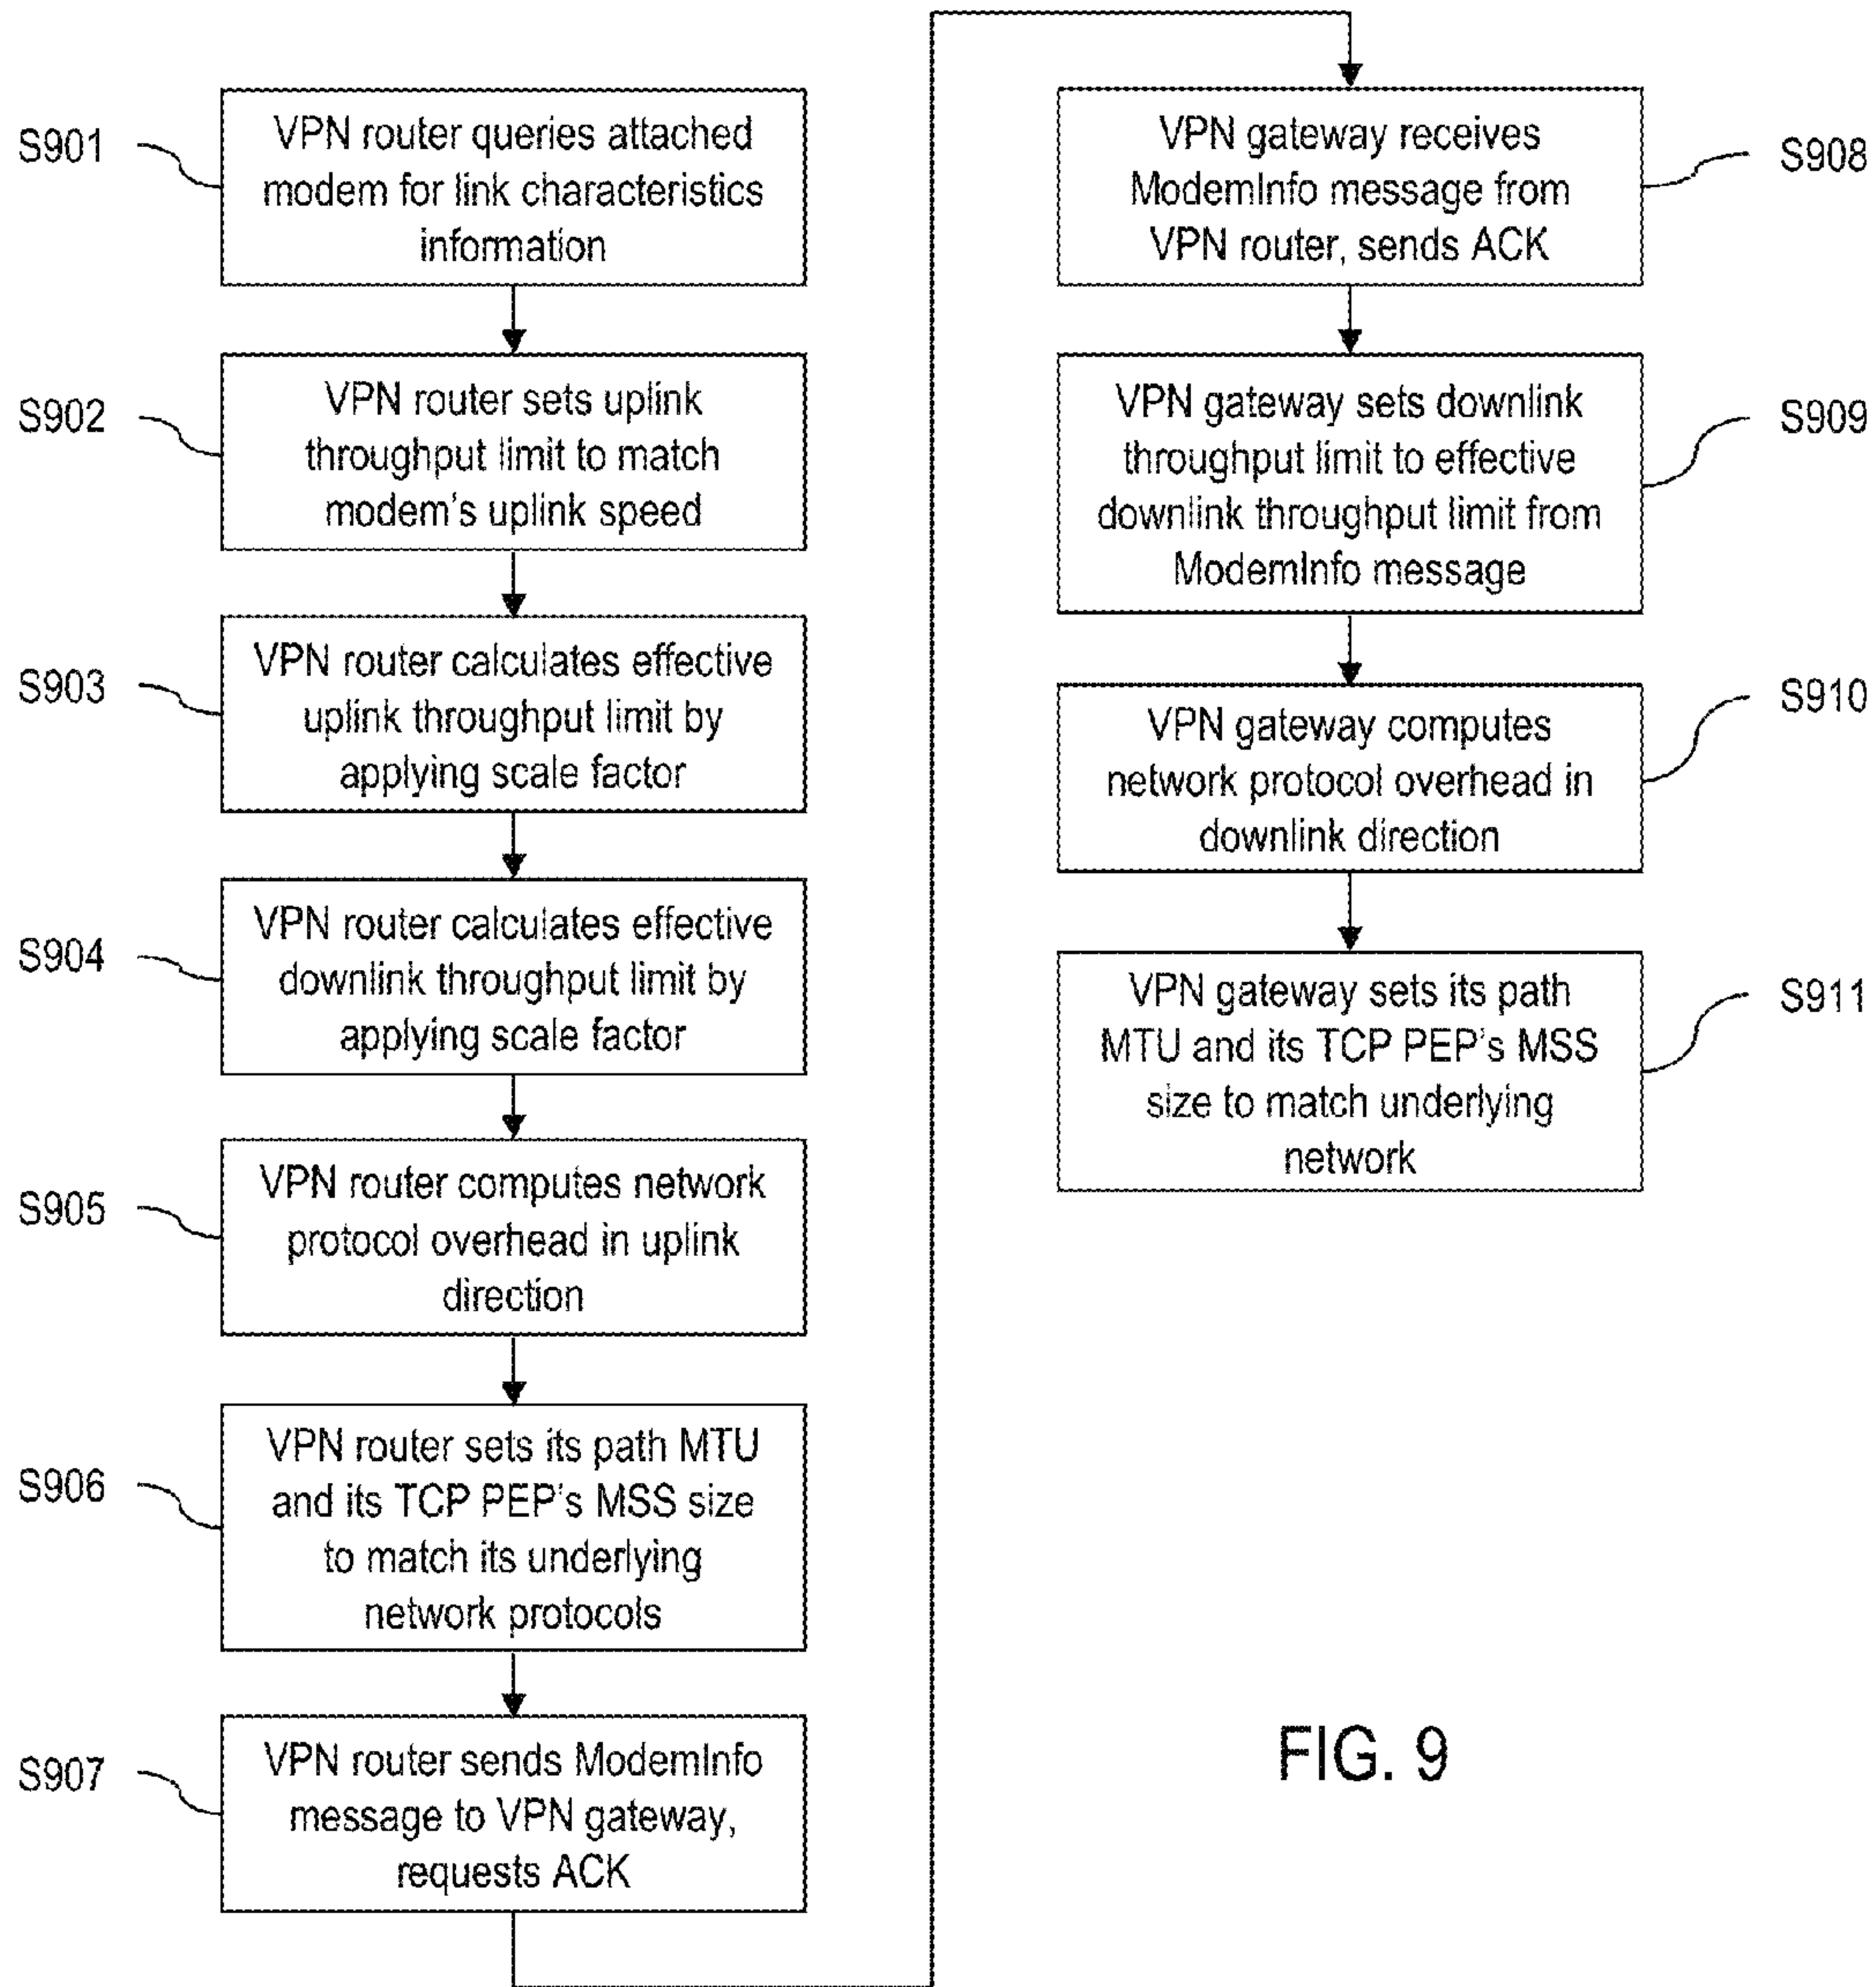 S901
VPN router queries attached
modem for link characteristics
information
S902
VPN router sets uplink
throughput limit to match
modem's uplink speed
S903
VPN router calculates effective
uplink throughput limit by
applying scale factor
S904
VPN router calculates effective
downlink throughput limit by
applying scale factor
S905
VPN router computes network
protocol overhead in uplink
direction
S906
VPN router sets its path MTU
and its TCP PEP's MSS size
to match its underlying
network protocols
S907
VPN router sends ModemInfo
message to VPN gateway,
requests ACK
VPN gateway receives
ModemInfo message from
VPN router, sends ACK
S908
VPN gateway sets downlink
throughput limit to effective
downlink throughput limit from
ModemInfo message
S909
VPN gateway computes
network protocol overhead in
downlink direction
S910
VPN gateway sets its path
MTU and its TCP PEP's MSS
size to match underlying
network
S911
FIG. 9